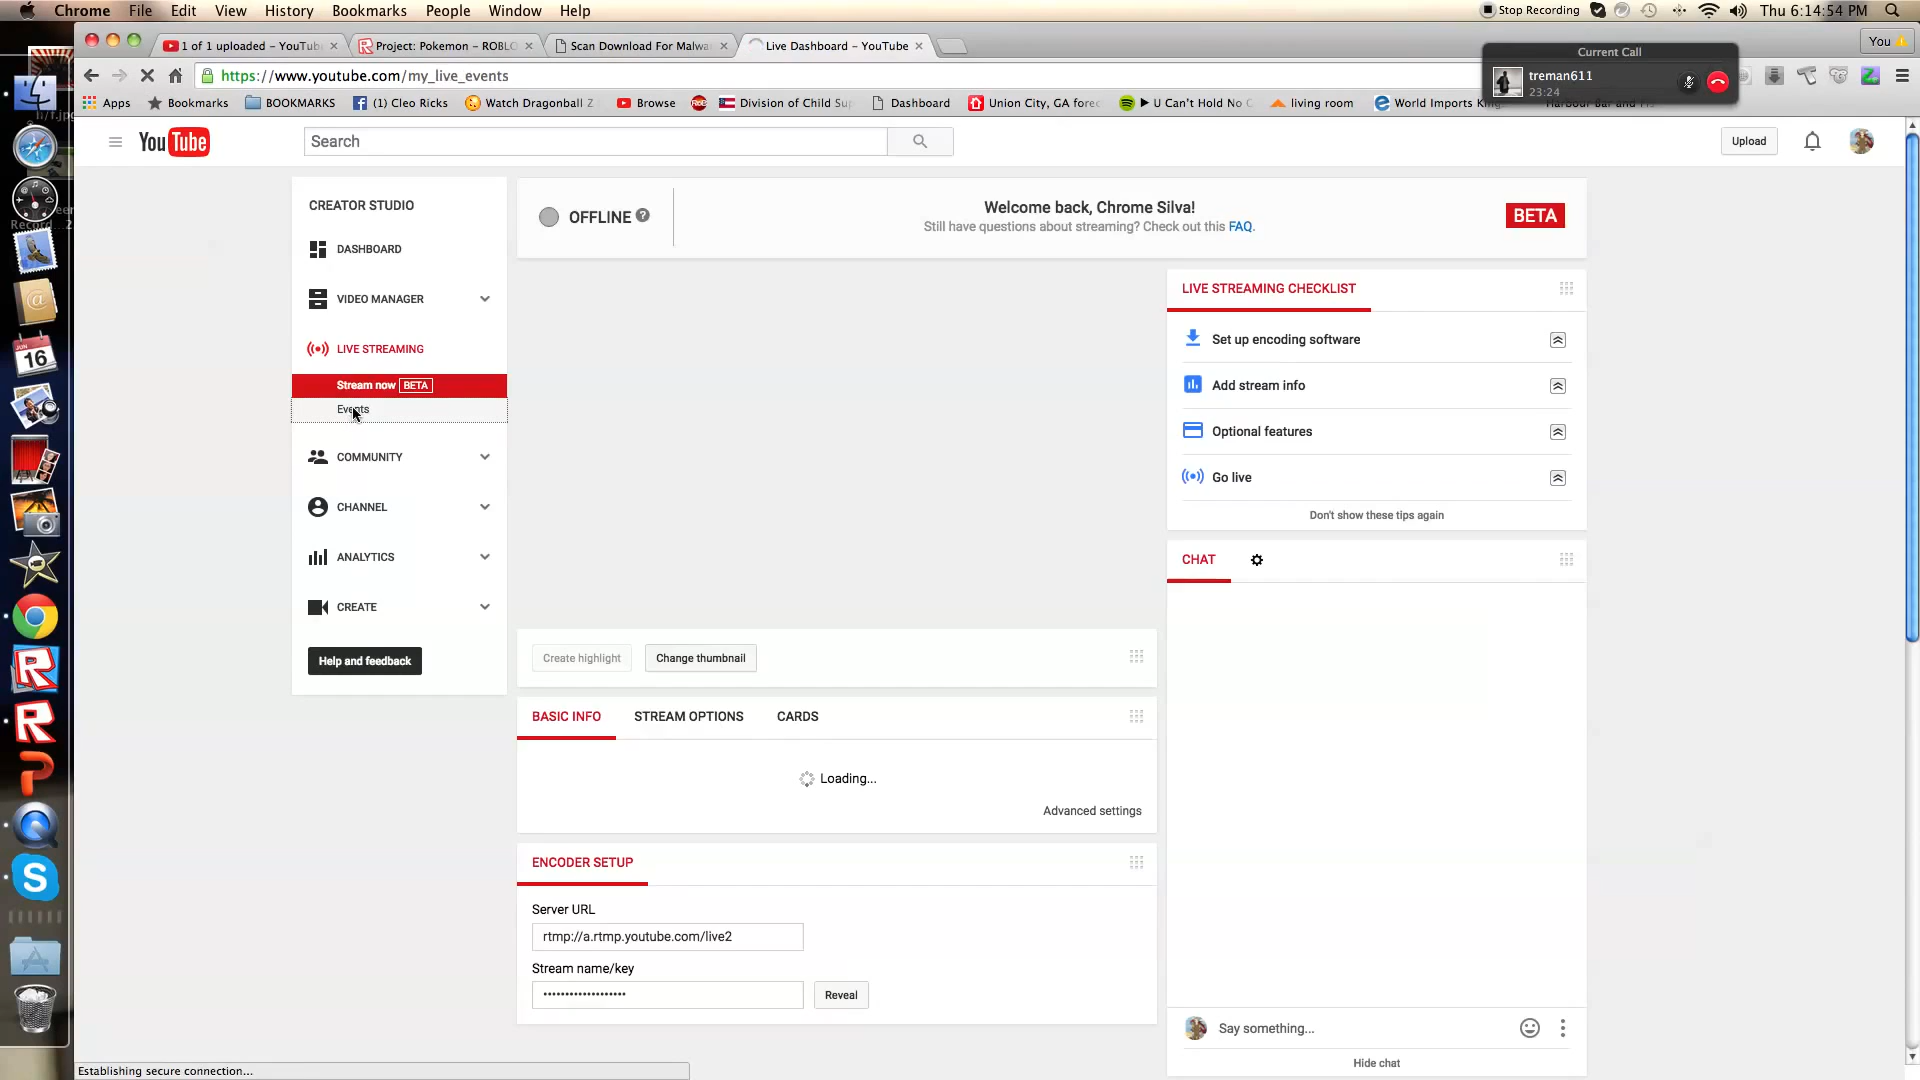 Chrome File Edit View History Bookmarks People Window Help
Stop Recording Thu 6:14:54 PM
1 of 1 uploaded – YouTub
Project: Pokemon – ROBLO
Scan Download For Malwa
Live Dashboard – YouTube
You
https://www.youtube.com/my_live_events
Current Call
treman611
23:24
Apps Bookmarks BOOKMARKS (1) Cleo Ricks Watch Dragonball Z Browse Division of Child Su Dashboard Union City, GA fore U Can't Hold No living room World Imports King Harbour Bar and
YouTube
Search
Upload
CREATOR STUDIO
DASHBOARD
VIDEO MANAGER
LIVE STREAMING
Stream now BETA
Events
COMMUNITY
CHANNEL
ANALYTICS
CREATE
Help and feedback
OFFLINE ?
Welcome back, Chrome Silva!
Still have questions about streaming? Check out this FAQ.
BETA
LIVE STREAMING CHECKLIST
Set up encoding software
Add stream info
Optional features
Go live
Don't show these tips again
CHAT
Create highlight Change thumbnail
BASIC INFO STREAM OPTIONS CARDS
Loading...
Advanced settings
ENCODER SETUP
Server URL
rtmp://a.rtmp.youtube.com/live2
Stream name/key
•••••••••••••••••••
Reveal
Say something...
Hide chat
Establishing secure connection...
JUN
16